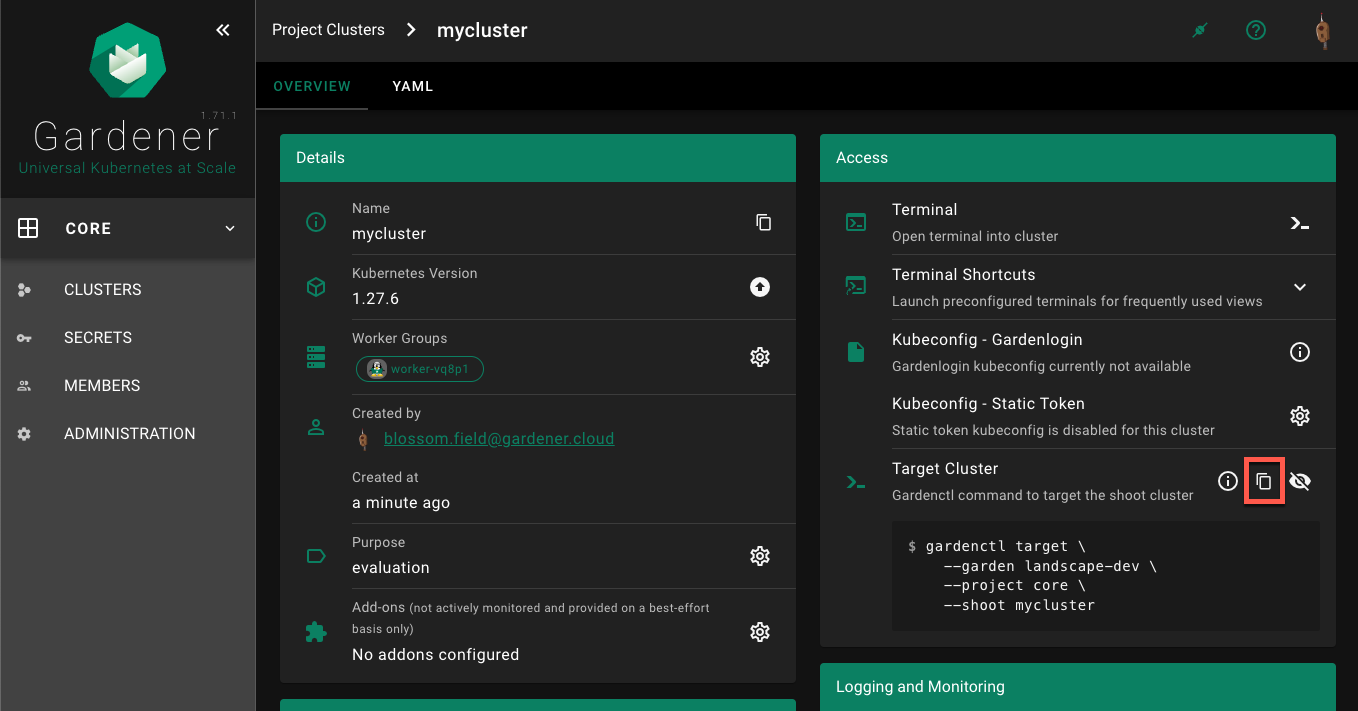 1.71.1
Gardener
Universal Kubernetes at Scale
CORE
CLUSTERS
SECRETS
MEMBERS
ADMINISTRATION
Project Clusters
mycluster
OVERVIEW
YAML
Details
Name
mycluster
Kubernetes Version
1.27.6
Worker Groups
worker-vq8p1
Created by
blossom.field@gardener.cloud
Created at
a minute ago
Purpose
evaluation
Add-ons (not actively monitored and provided on a best-effort
basis only)
No addons configured
Access
Terminal
Open terminal into cluster
Terminal Shortcuts
Launch preconfigured terminals for frequently used views
Kubeconfig - Gardenlogin
Gardenlogin kubeconfig currently not available
Kubeconfig - Static Token
Static token kubeconfig is disabled for this cluster
Target Cluster
Gardenctl command to target the shoot cluster
$ gardenctl target \
--garden landscape-dev \
--project core \
--shoot mycluster
Logging and Monitoring